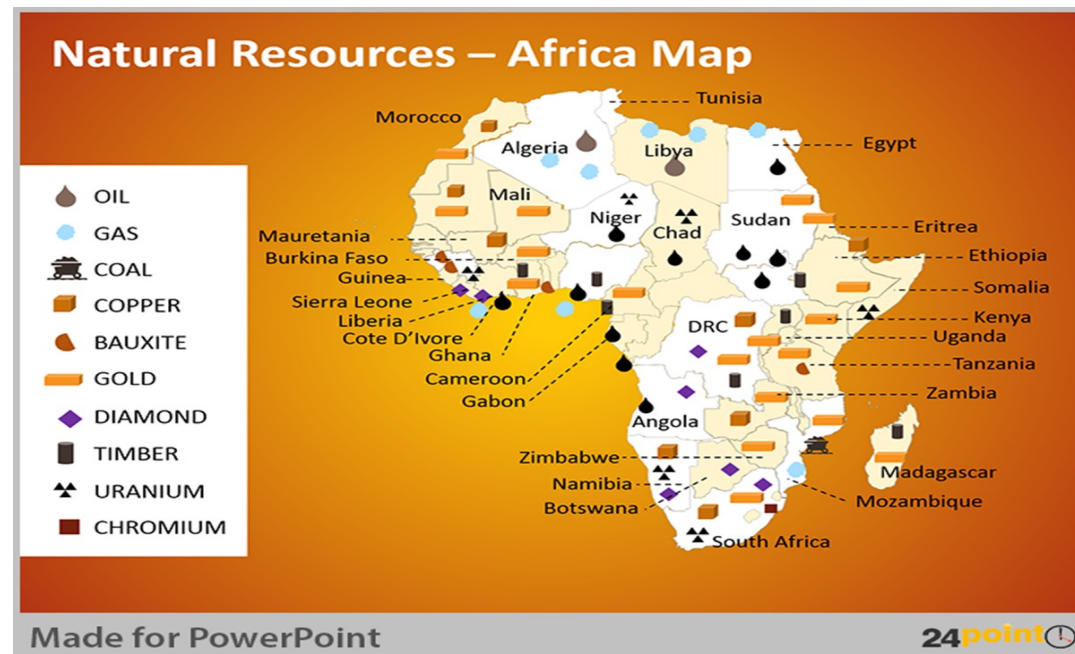 Natural Resources – Africa Map
OIL
GAS
COAL
COPPER
BAUXITE
GOLD
DIAMOND
TIMBER
URANIUM
CHROMIUM
Tunisia
Morocco
Algeria
Libya
Egypt
Mali
Niger
Chad
Sudan
Eritrea
Mauretania
Burkina Faso
Ethiopia
Guinea
Somalia
Sierra Leone
Liberia
Kenya
Cote D'Ivore
DRC
Uganda
Ghana
Tanzania
Cameroon
Gabon
Zambia
Angola
Zimbabwe
Madagascar
Namibia
Mozambique
Botswana
South Africa
Made for PowerPoint
24point